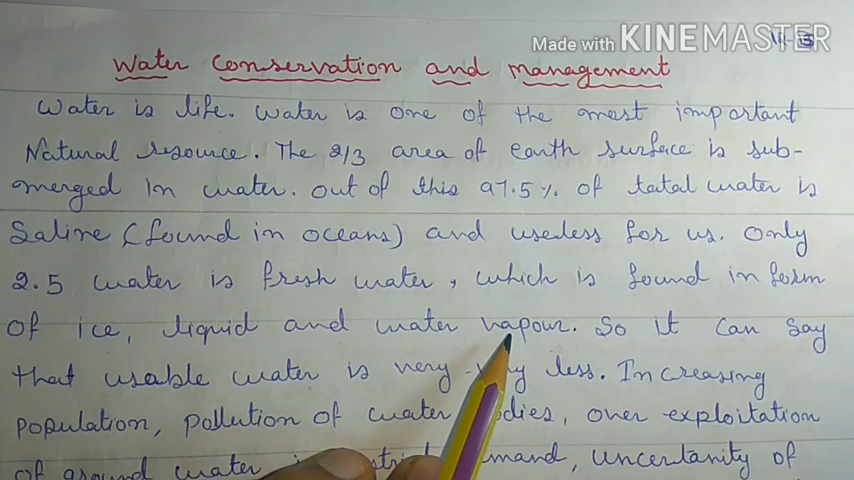 Made with KINEMASTER
Water Conservation and management
Water is life. Water is one of the most important
Natural resource. The 2/3 area of earth surface is sub-
merged in water. out of this 97.5% of total water is
Saline (found in oceans) and useless for us. Only
2.5 water is fresh water, which is found in form
of ice, liquid and water vapour. So it can say
that usable water is very-very less. Increasing
population, pollution of water bodies, over exploitation
of ground water demand, uncertanity of